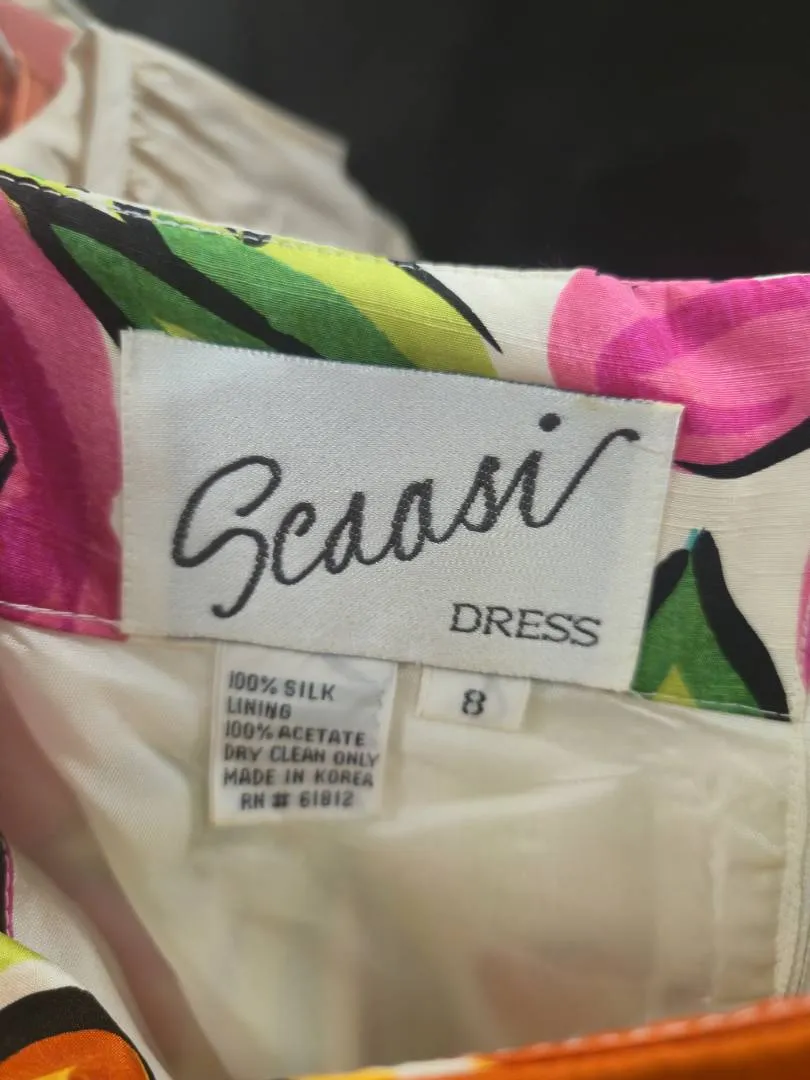 Scaasi
DRESS
100% SILK
LINING
100% ACETATE
DRY CLEAN ONLY
MADE IN KOREA
RN # 61812
8